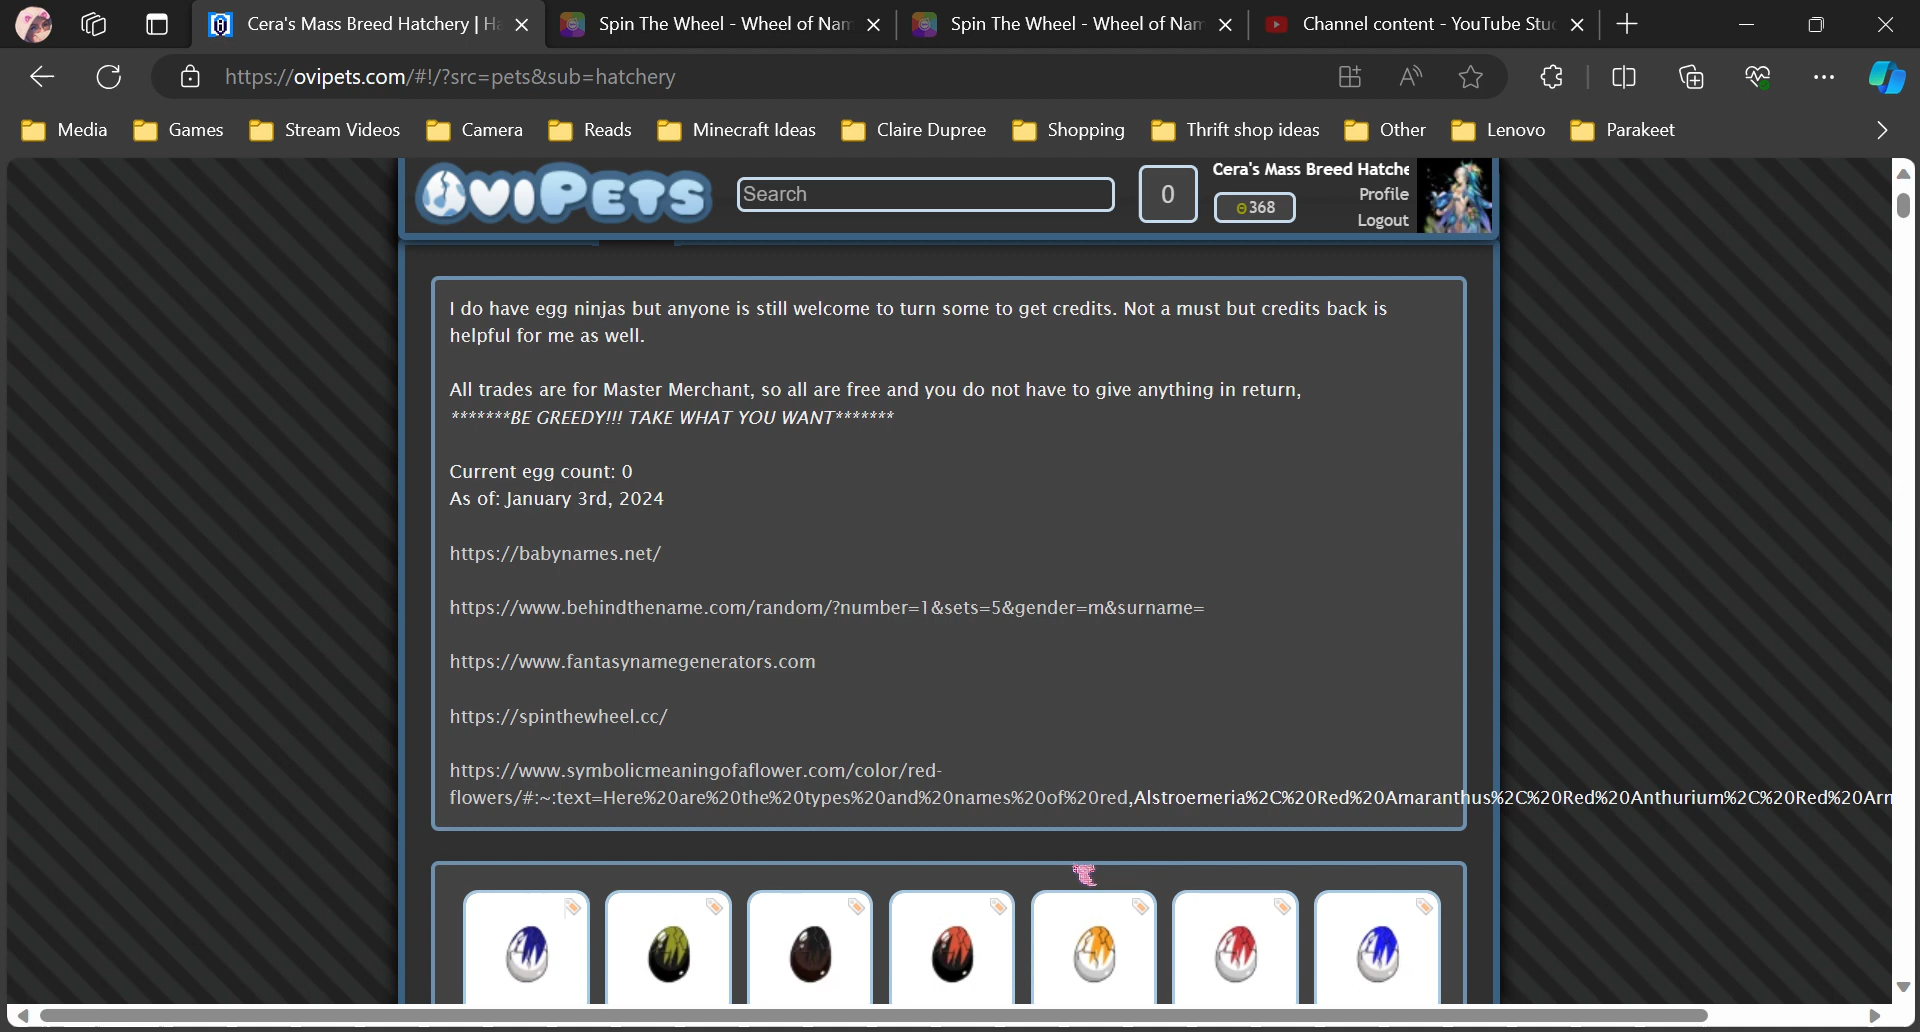 Cera's Mass Breed Hatchery | Ha
Spin The Wheel - Wheel of Nam
Spin The Wheel - Wheel of Nam
Channel content - YouTube Stu
https://ovipets.com/#!/?src=pets&sub=hatchery
Media
Games
Stream Videos
Camera
Reads
Minecraft Ideas
Claire Dupree
Shopping
Thrift shop ideas
Other
Lenovo
Parakeet
OviPets
Search
0
Cera's Mass Breed Hatche
368
Profile
Logout
I do have egg ninjas but anyone is still welcome to turn some to get credits. Not a must but credits back is
helpful for me as well.
All trades are for Master Merchant, so all are free and you do not have to give anything in return,
*******BE GREEDY!!! TAKE WHAT YOU WANT*******
Current egg count: 0
As of: January 3rd, 2024
https://babynames.net/
https://www.behindthename.com/random/?number=1&sets=5&gender=m&surname=
https://www.fantasynamegenerators.com
https://spinthewheel.cc/
https://www.symbolicmeaningofaflower.com/color/red-
flowers/#:~:text=Here%20are%20the%20types%20and%20names%20of%20red,Alstroemeria%2C%20Red%20Amaranthus%2C%20Red%20Anthurium%2C%20Red%20Arm